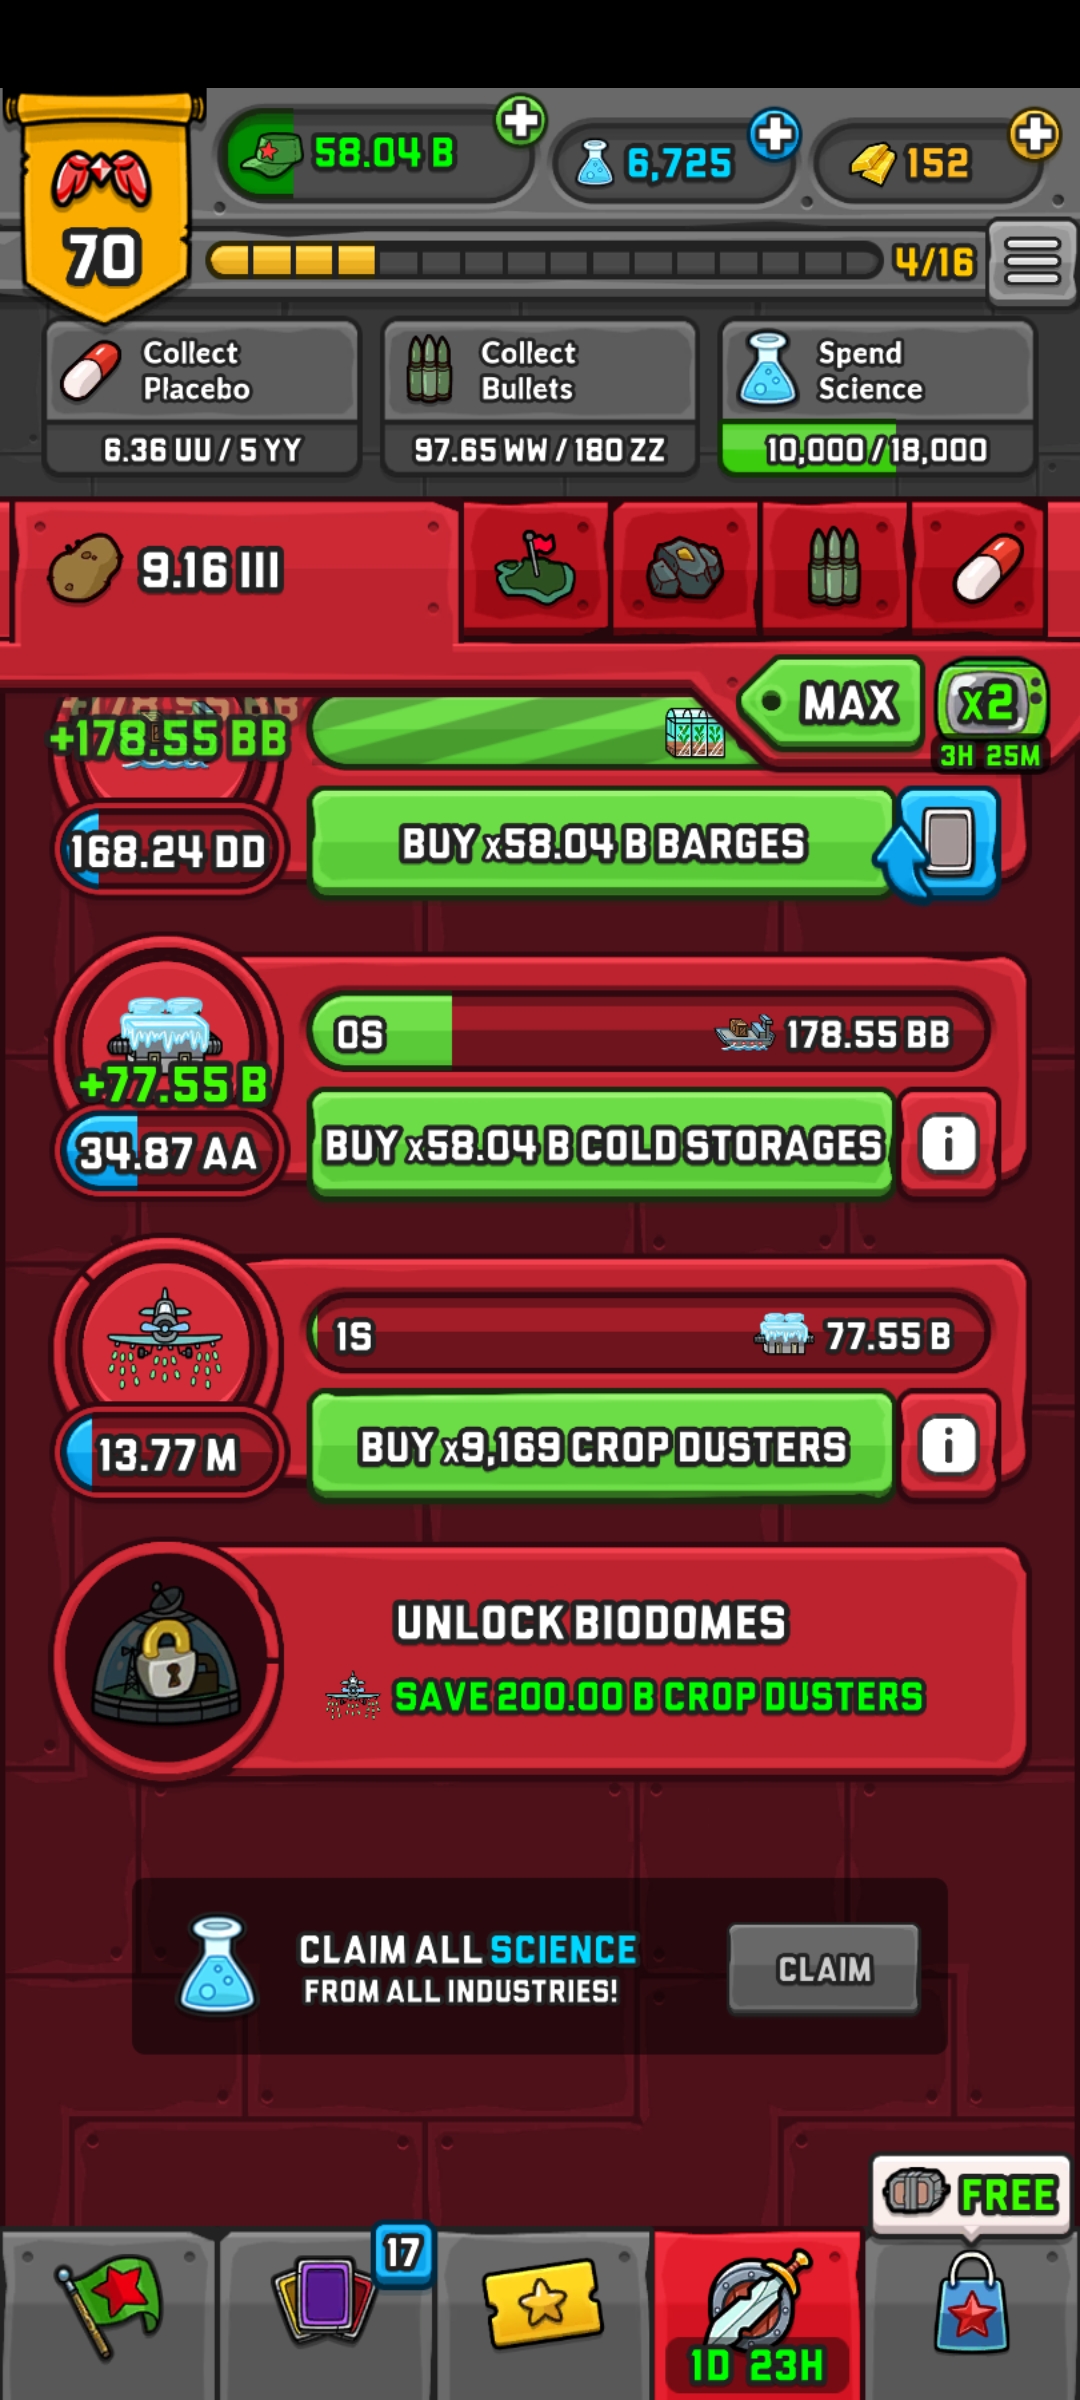 58.04 B
6,725
152
70
4/16
Collect
Placebo
6.36 UU / 5 YY
Collect
Bullets
97.65 WW / 180 ZZ
Spend
Science
10,000 / 18,000
9.16 III
MAX
x2
3H 25M
+178.55 BB
+178.55 BB
168.24 DD
BUY x58.04 B BARGES
0S
178.55 BB
+77.55 B
34.87 AA
BUY x58.04 B COLD STORAGES
i
1S
77.55 B
13.77 M
BUY x9,169 CROP DUSTERS
i
UNLOCK BIODOMES
SAVE 200.00 B CROP DUSTERS
CLAIM ALL SCIENCE
FROM ALL INDUSTRIES!
CLAIM
FREE
17
1D 23H